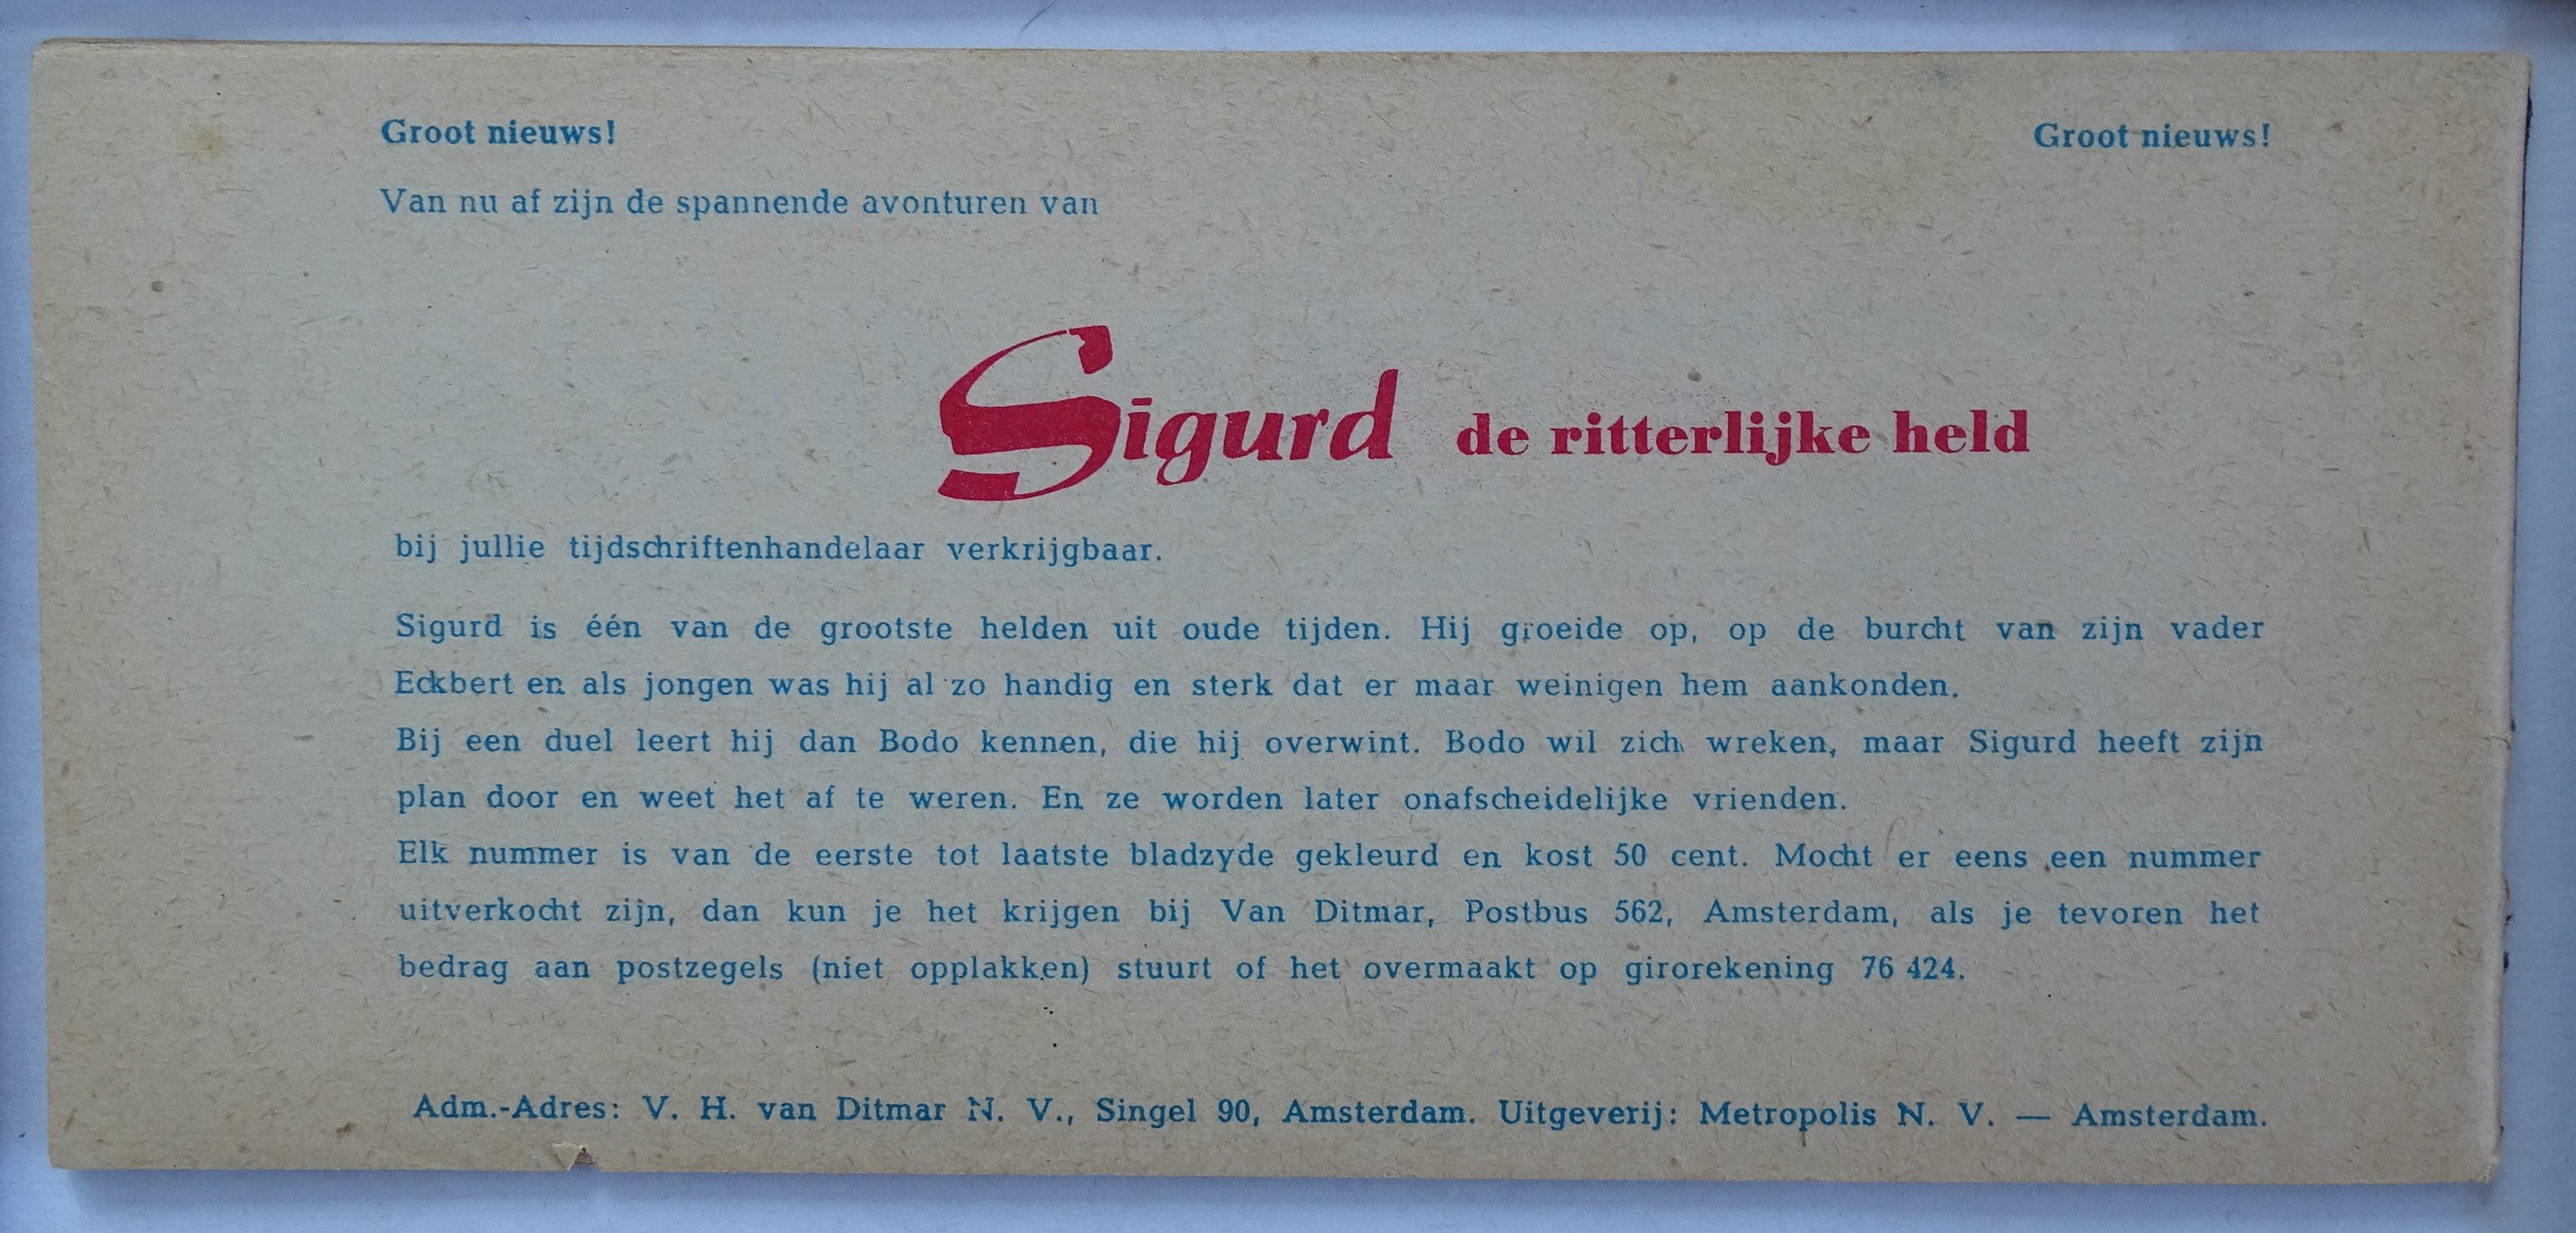 Groot nieuws! Groot nieuws!
Van nu af zijn de spannende avonturen van
Sigurd de ritterlijke held
bij jullie tijdschriftenhandelaar verkrijgbaar.
Sigurd is één van de grootste helden uit oude tijden. Hij groeide op, op de burcht van zijn vader
Eckbert en als jongen was hij al zo handig en sterk dat er maar weinigen hem aankonden.
Bij een duel leert hij dan Bodo kennen, die hij overwint. Bodo wil zich wreken, maar Sigurd heeft zijn
plan door en weet het af te weren. En ze worden later onafscheidelijke vrienden.
Elk nummer is van de eerste tot laatste bladzyde gekleurd en kost 50 cent. Mocht er eens een nummer
uitverkocht zijn, dan kun je het krijgen bij Van Ditmar, Postbus 562, Amsterdam, als je tevoren het
bedrag aan postzegels (niet opplakken) stuurt of het overmaakt op girorekening 76 424.
Adm.-Adres: V. H. van Ditmar N. V., Singel 90, Amsterdam. Uitgeverij: Metropolis N. V. — Amsterdam.